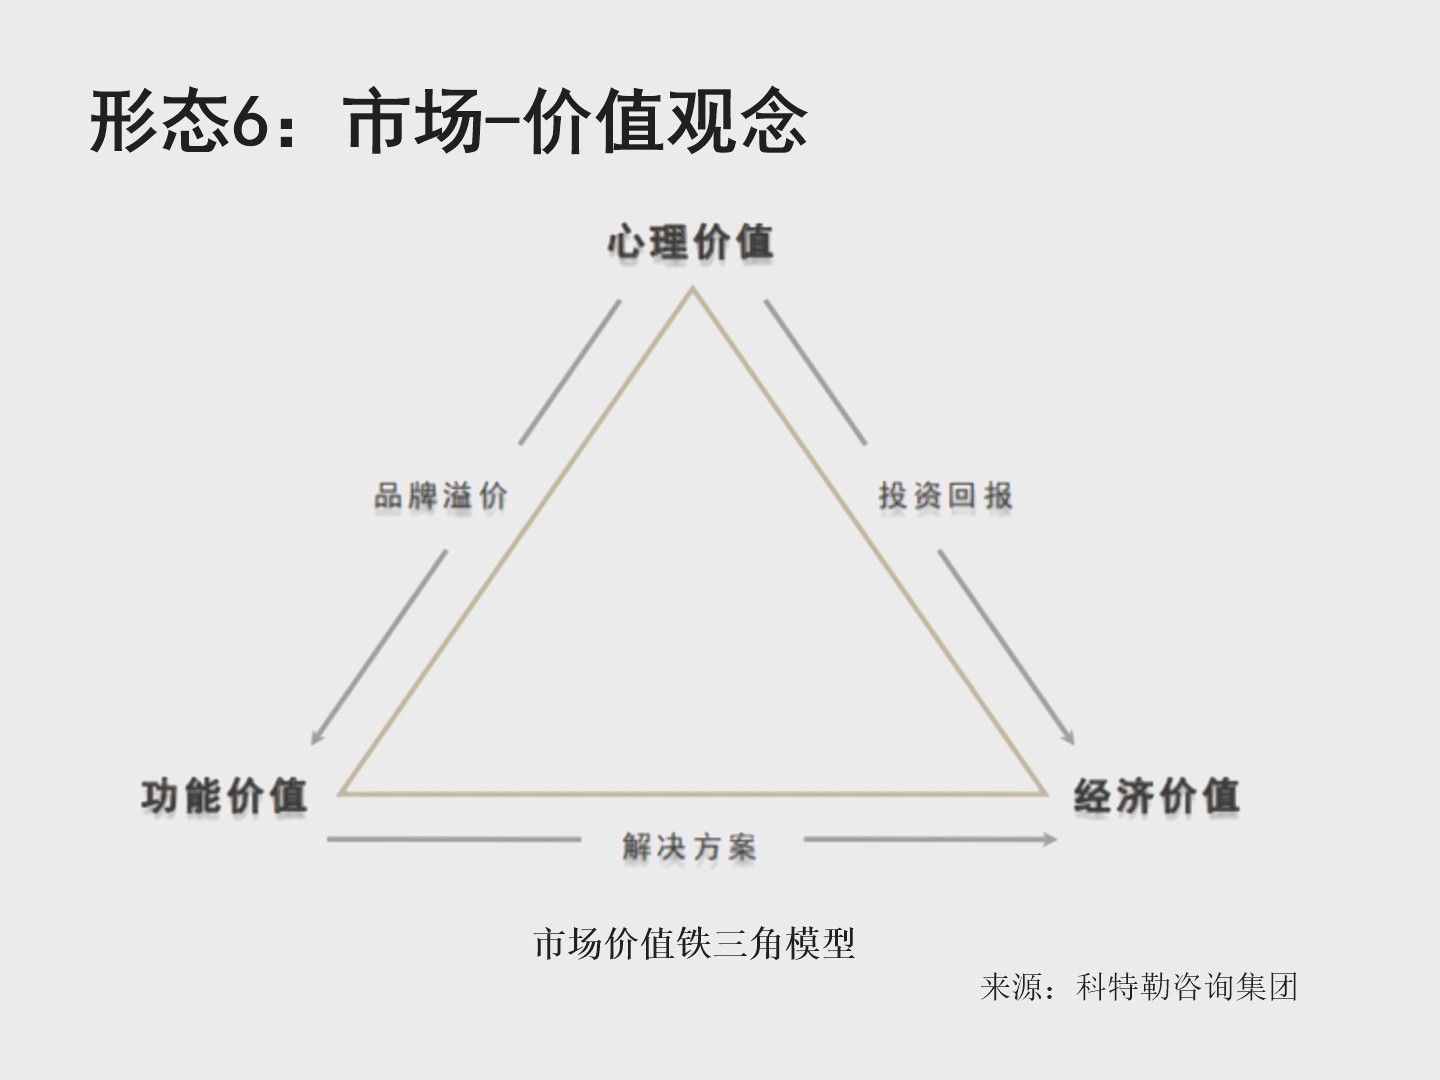 形态6：市场-价值观念
心理价值
品牌溢价
投资回报
功能价值
经济价值
解决方案
市场价值铁三角模型
来源：科特勒咨询集团